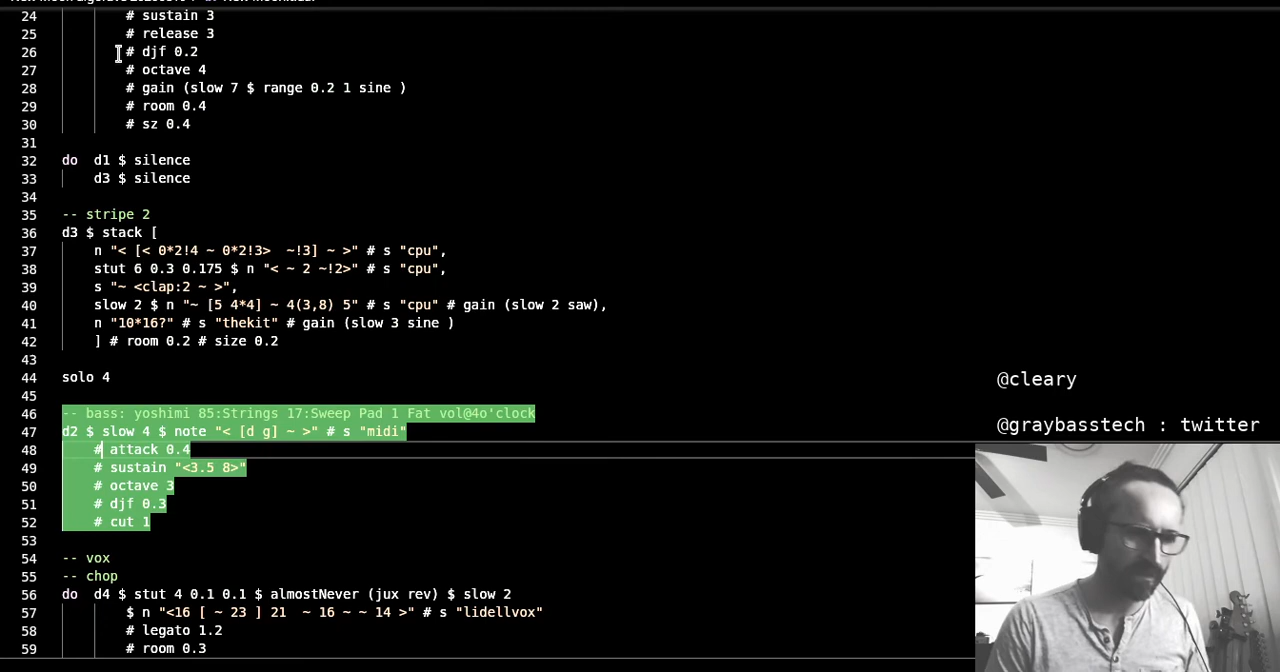 24 # sustain 3
25 # release 3
26 # djf 0.2
27 # octave 4
28 # gain (slow 7 $ range 0.2 1 sine )
29 # room 0.4
30 # sz 0.4
31
32 do d1 $ silence
33 d3 $ silence
34
35 -- stripe 2
36 d3 $ stack [
37 n "< [< 0*2!4 ~ 0*2!3>  ~!3] ~ >" # s "cpu",
38 stut 6 0.3 0.175 $ n "< ~ 2 ~!2>" # s "cpu",
39 s "~ <clap:2 ~ >",
40 slow 2 $ n "~ [5 4*4] ~ 4(3,8) 5" # s "cpu" # gain (slow 2 saw),
41 n "10*16?" # s "thekit" # gain (slow 3 sine )
42 ] # room 0.2 # size 0.2
43
44 solo 4
45
46 -- bass: yoshimi 85:Strings 17:Sweep Pad 1 Fat vol@4o'clock
47 d2 $ slow 4 $ note "< [d g] ~ >" # s "midi"
48 # attack 0.4
49 # sustain "<3.5 8>"
50 # octave 3
51 # djf 0.3
52 # cut 1
53
54 -- vox
55 -- chop
56 do d4 $ stut 4 0.1 0.1 $ almostNever (jux rev) $ slow 2
57 $ n "<16 [ ~ 23 ] 21  ~ 16 ~ ~ 14 >" # s "lidellvox"
58 # legato 1.2
59 # room 0.3
@cleary
@graybasstech : twitter